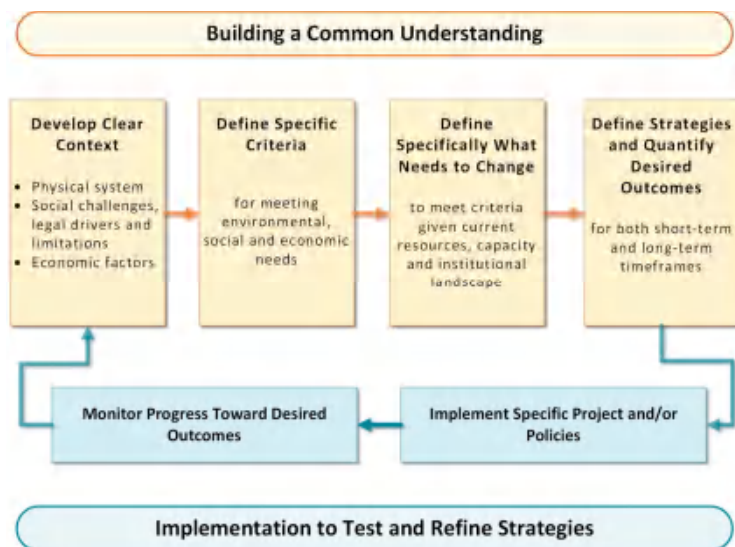 Building a Common Understanding
Develop Clear
Context
• Physical system
• Social challenges,
legal drivers and
limitations
• Economic factors
Define Specific
Criteria
for meeting
environmental,
social and economic
needs
Define
Specifically What
Needs to Change
to meet criteria
given current
resources, capacity
and institutional
landscape
Define Strategies
and Quantify
Desired
Outcomes
for both short-term
and long-term
timeframes
Monitor Progress Toward Desired
Outcomes
Implement Specific Project and/or
Policies
Implementation to Test and Refine Strategies